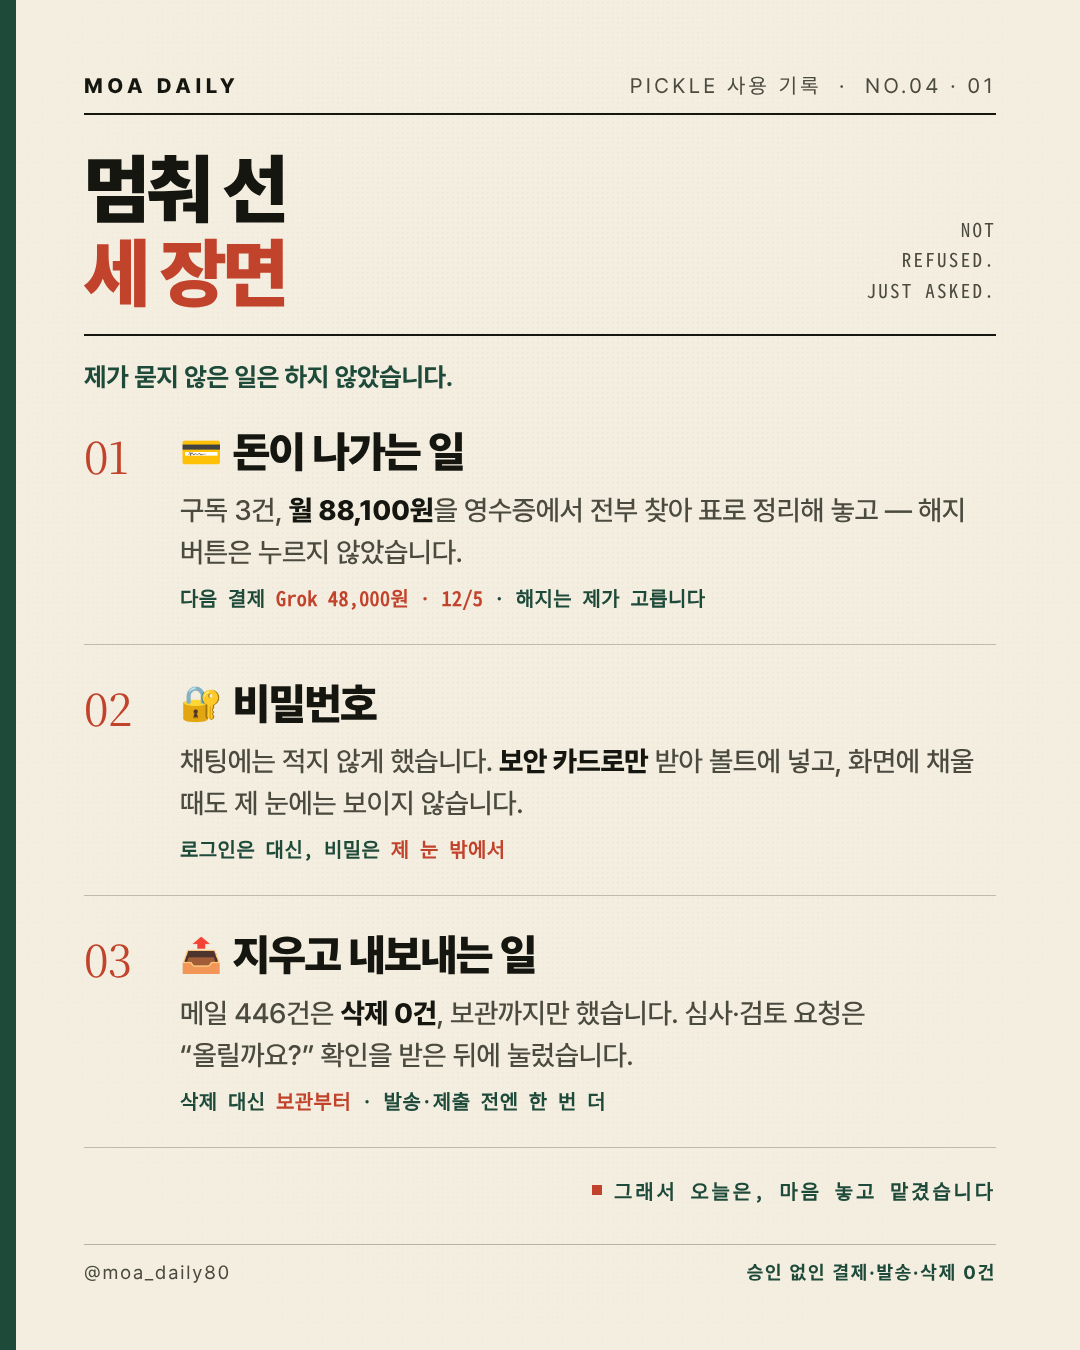 MOA DAILY
PICKLE 사용 기록 · NO.04 · 01
멈춰 선
세 장면
NOT
REFUSED.
JUST ASKED.
제가 묻지 않은 일은 하지 않았습니다.
01
💳 돈이 나가는 일
구독 3건, 월 88,100원을 영수증에서 전부 찾아 표로 정리해 놓고 — 해지
버튼은 누르지 않았습니다.
다음 결제 Grok 48,000원 · 12/5 · 해지는 제가 고릅니다
02
🔐 비밀번호
채팅에는 적지 않게 했습니다. 보안 카드로만 받아 볼트에 넣고, 화면에 채울
때도 제 눈에는 보이지 않습니다.
로그인은 대신, 비밀은 제 눈 밖에서
03
📤 지우고 내보내는 일
메일 446건은 삭제 0건, 보관까지만 했습니다. 심사·검토 요청은
“올릴까요?” 확인을 받은 뒤에 눌렀습니다.
삭제 대신 보관부터 · 발송·제출 전엔 한 번 더
그래서 오늘은, 마음 놓고 맡겼습니다
@moa_daily80
승인 없인 결제·발송·삭제 0건